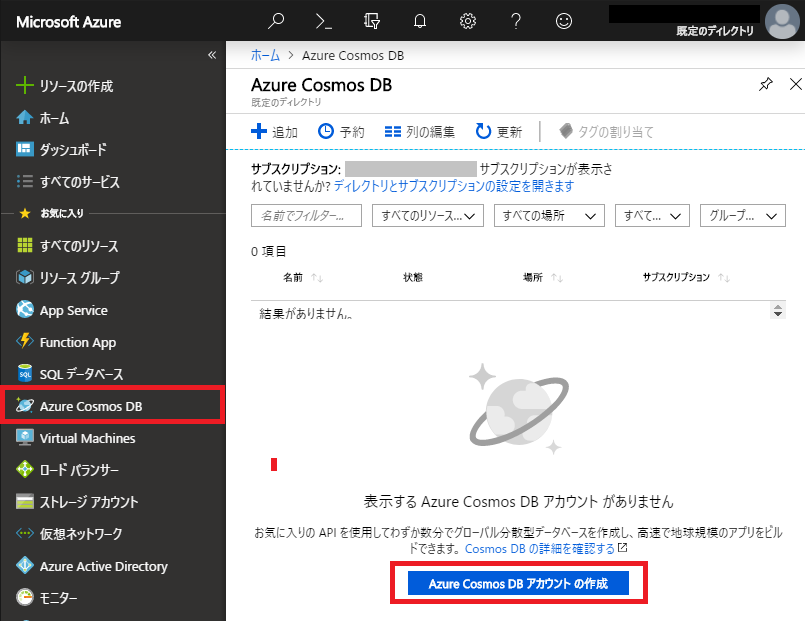 Microsoft Azure
既定のディレクトリ
«
リソースの作成
ホーム
ダッシュボード
すべてのサービス
お気に入り
すべてのリソース
リソース グループ
App Service
Function App
SQL データベース
Azure Cosmos DB
Virtual Machines
ロード バランサー
ストレージ アカウント
仮想ネットワーク
Azure Active Directory
モニター
ホーム > Azure Cosmos DB
Azure Cosmos DB
既定のディレクトリ
追加 予約 列の編集 更新 タグの割り当て
サブスクリプション: サブスクリプションが表示さ
れていませんか? ディレクトリとサブスクリプションの設定を開きます
名前でフィルター... すべてのリソース... すべての場所 すべて... グループ...
0 項目
名前 ↑↓ 状態 場所 ↑↓ サブスクリプション ↑↓
結果がありません。
表示する Azure Cosmos DB アカウント がありません
お気に入りの API を使用してわずか数分でグローバル分散型データベースを作成し、高速で地球規模のアプリをビル
ドできます。 Cosmos DB の詳細を確認する
Azure Cosmos DB アカウント の作成